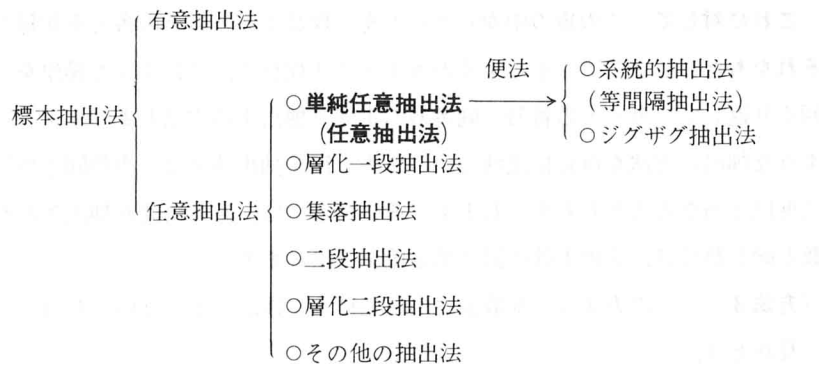 有意抽出法
標本抽出法
任意抽出法
○単純任意抽出法
(任意抽出法)
○層化一段抽出法
○集落抽出法
○二段抽出法
○層化二段抽出法
○その他の抽出法
便法
○系統的抽出法
(等間隔抽出法)
○ジグザグ抽出法